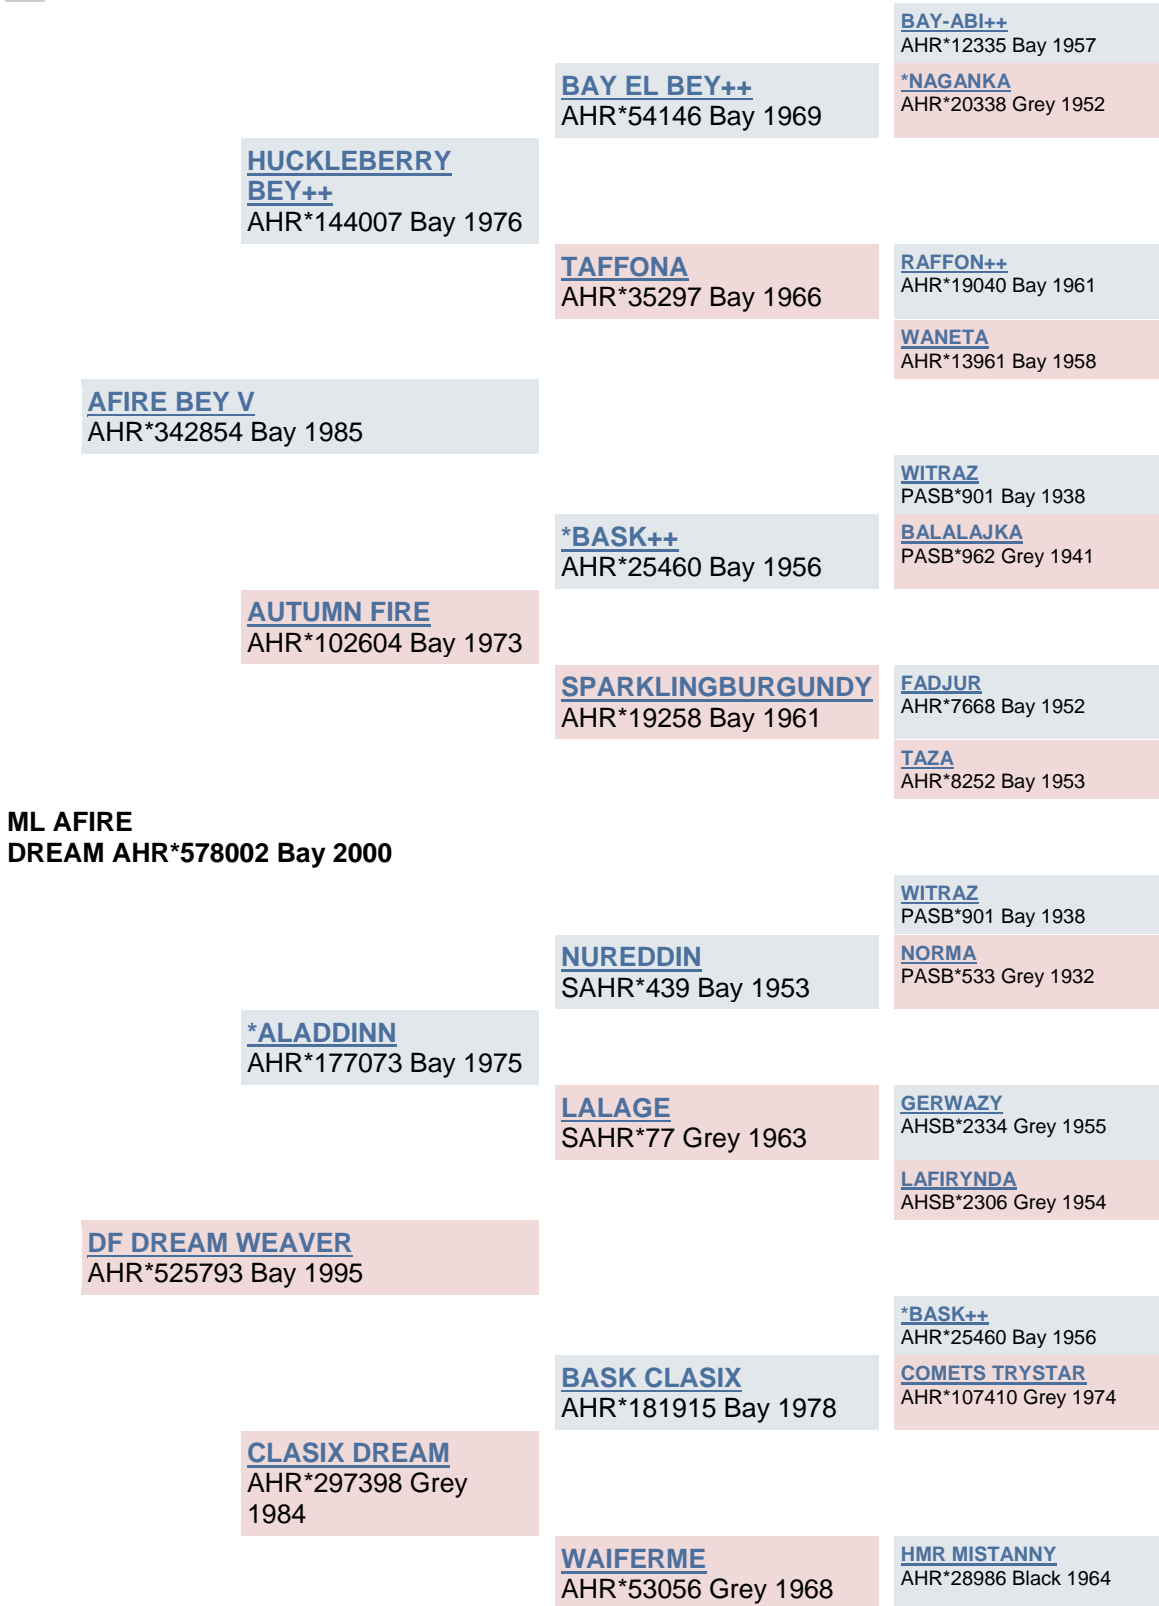 BAY-ABI++
AHR*12335 Bay 1957
BAY EL BEY++
AHR*54146 Bay 1969
*NAGANKA
AHR*20338 Grey 1952
HUCKLEBERRY
BEY++
AHR*144007 Bay 1976
TAFFONA
AHR*35297 Bay 1966
RAFFON++
AHR*19040 Bay 1961
WANETA
AHR*13961 Bay 1958
AFIRE BEY V
AHR*342854 Bay 1985
WITRAZ
PASB*901 Bay 1938
*BASK++
AHR*25460 Bay 1956
BALALAJKA
PASB*962 Grey 1941
AUTUMN FIRE
AHR*102604 Bay 1973
SPARKLINGBURGUNDY
AHR*19258 Bay 1961
FADJUR
AHR*7668 Bay 1952
TAZA
AHR*8252 Bay 1953
ML AFIRE
DREAM AHR*578002 Bay 2000
WITRAZ
PASB*901 Bay 1938
NUREDDIN
SAHR*439 Bay 1953
NORMA
PASB*533 Grey 1932
*ALADDINN
AHR*177073 Bay 1975
LALAGE
SAHR*77 Grey 1963
GERWAZY
AHSB*2334 Grey 1955
LAFIRYNDA
AHSB*2306 Grey 1954
DF DREAM WEAVER
AHR*525793 Bay 1995
*BASK++
AHR*25460 Bay 1956
BASK CLASIX
AHR*181915 Bay 1978
COMETS TRYSTAR
AHR*107410 Grey 1974
CLASIX DREAM
AHR*297398 Grey
1984
WAIFERME
AHR*53056 Grey 1968
HMR MISTANNY
AHR*28986 Black 1964